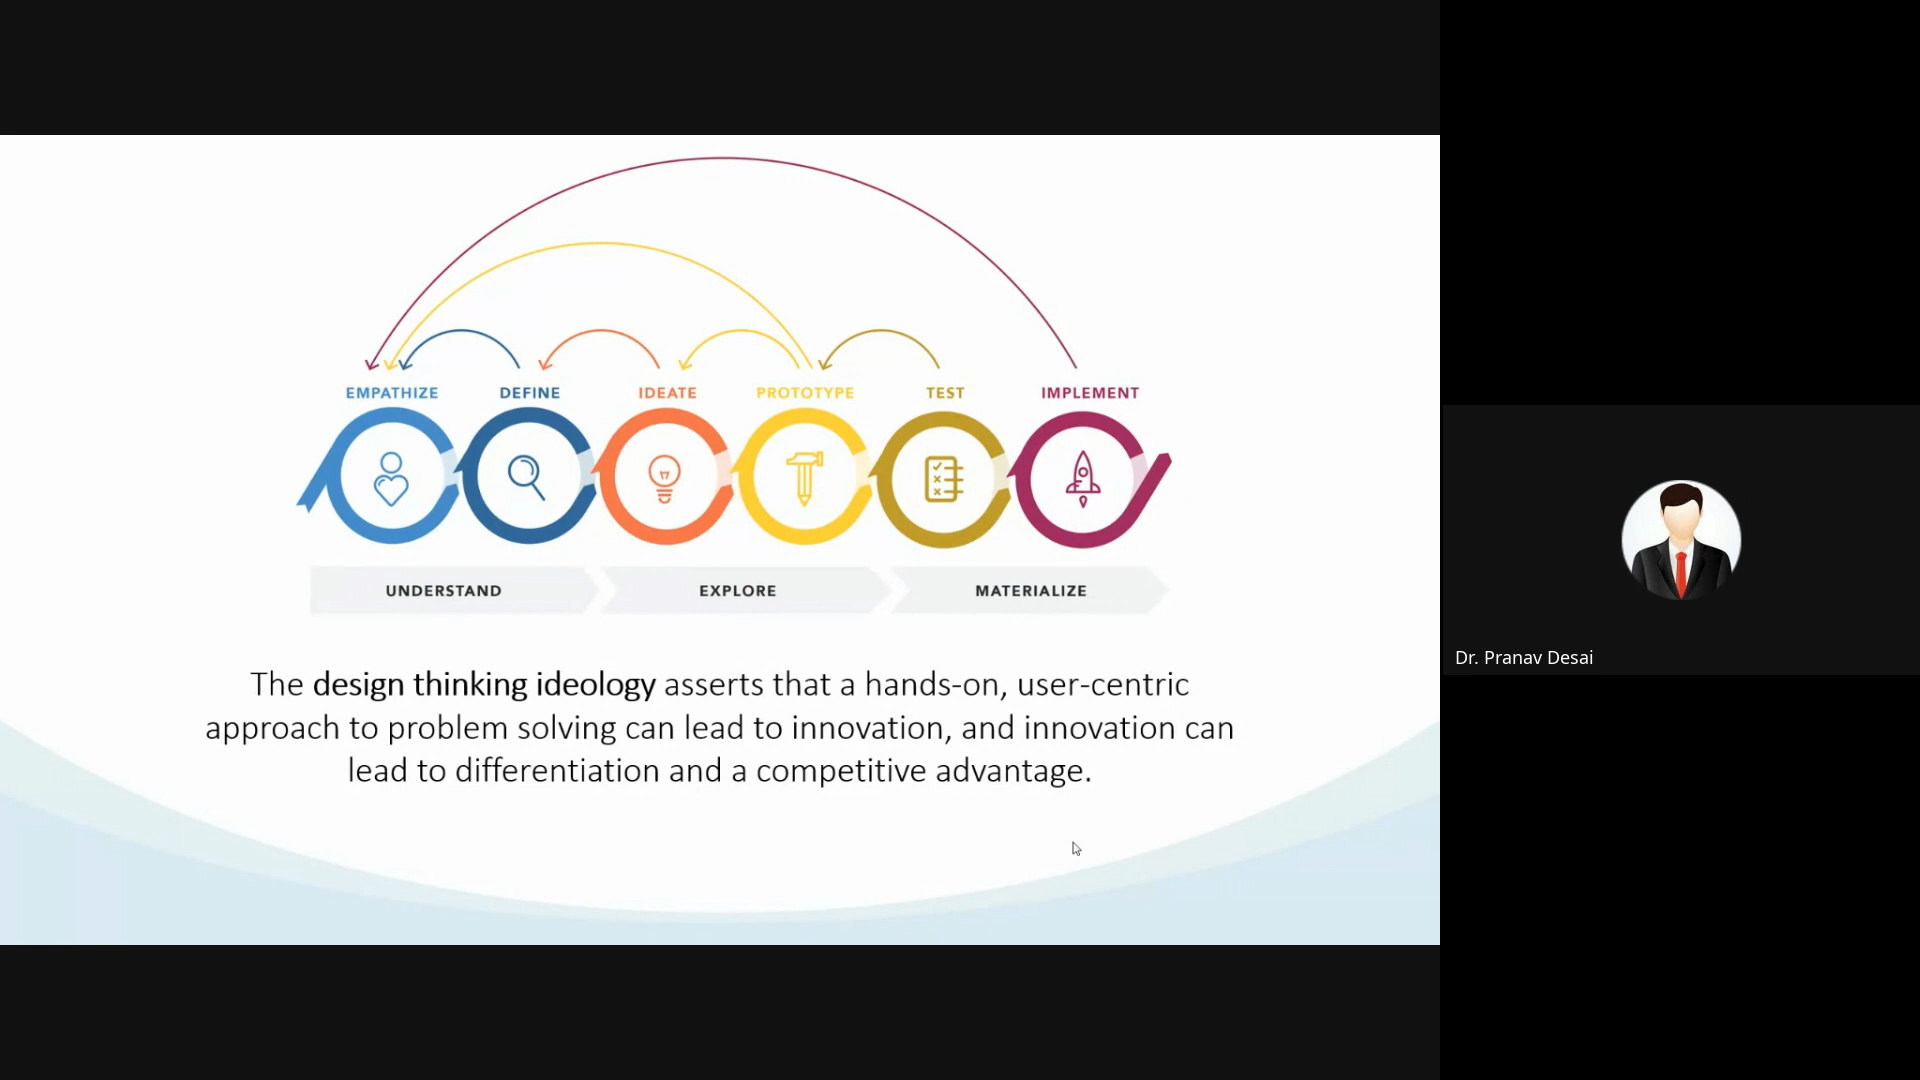 EMPATHIZE DEFINE IDEATE PROTOTYPE TEST IMPLEMENT
UNDERSTAND EXPLORE MATERIALIZE
The design thinking ideology asserts that a hands-on, user-centric
approach to problem solving can lead to innovation, and innovation can
lead to differentiation and a competitive advantage.
Dr. Pranav Desai